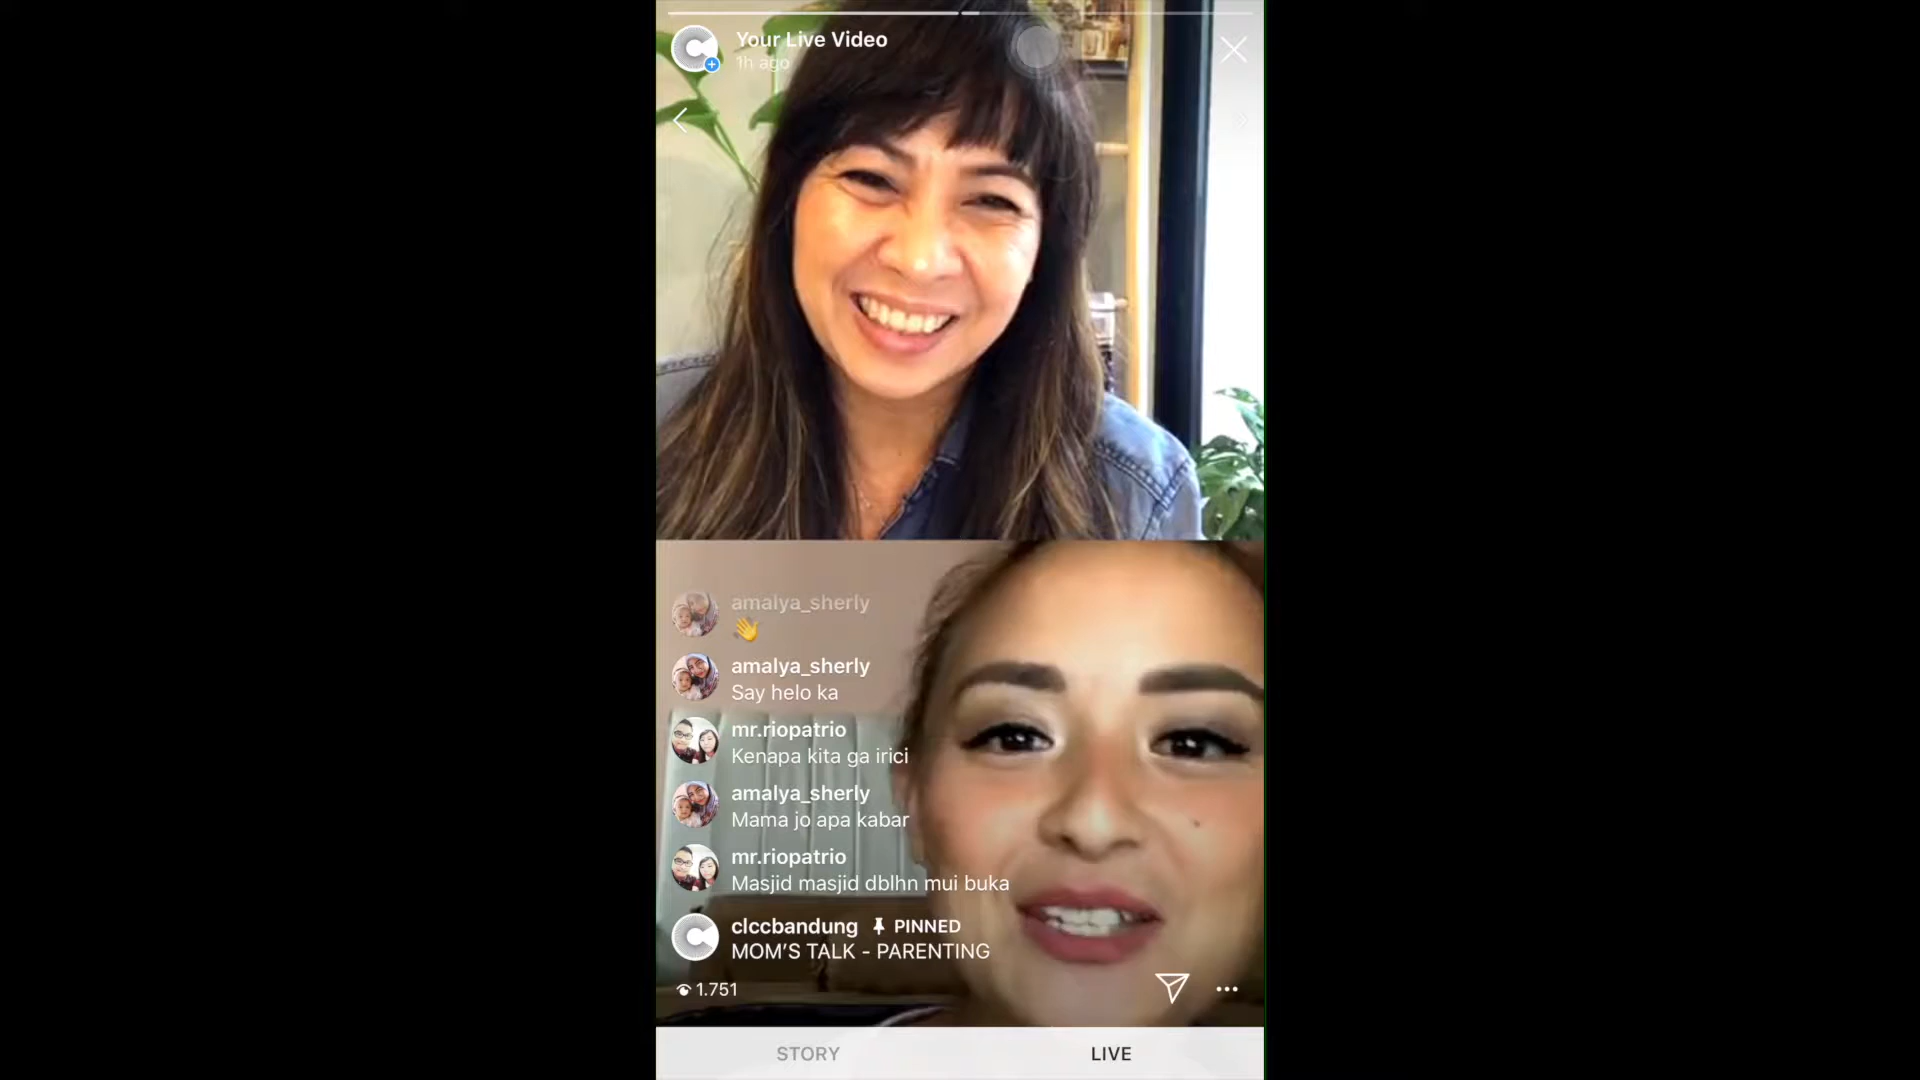 Your Live Video
1h ago
amalya_sherly
👋
amalya_sherly
Say helo ka
mr.riopatrio
Kenapa kita ga irici
amalya_sherly
Mama jo apa kabar
mr.riopatrio
Masjid masjid dblhn mui buka
clccbandung PINNED
MOM'S TALK - PARENTING
1.751
STORY LIVE